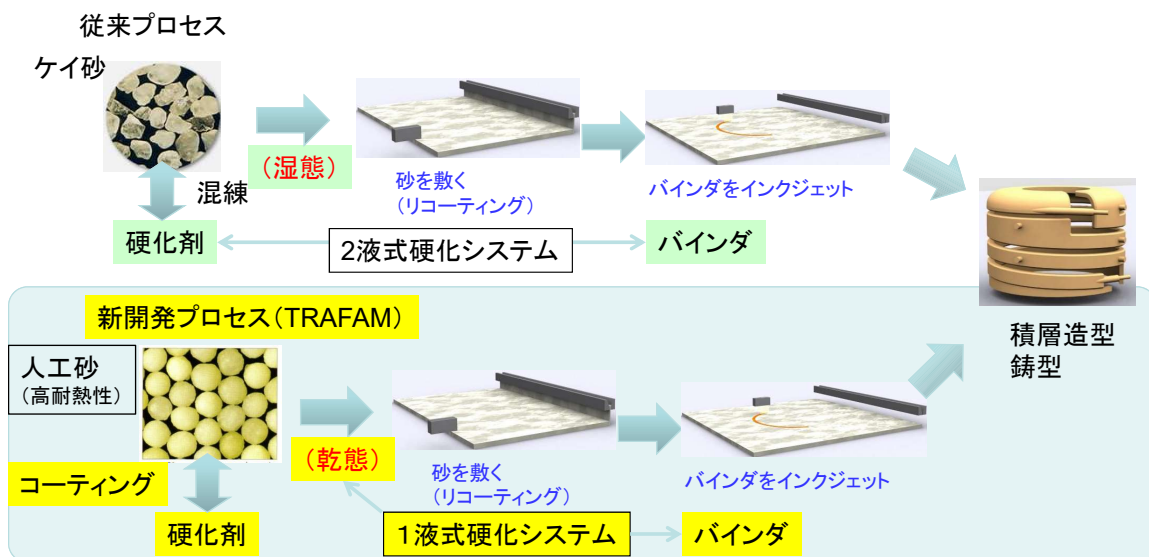 従来プロセス
ケイ砂
(湿態)
混練
砂を敷く
(リコーティング)
バインダをインクジェット
硬化剤
2液式硬化システム
バインダ
新開発プロセス(TRAFAM)
人工砂
(高耐熱性)
積層造型
鋳型
(乾態)
コーティング
砂を敷く
(リコーティング)
バインダをインクジェット
硬化剤
1液式硬化システム
バインダ